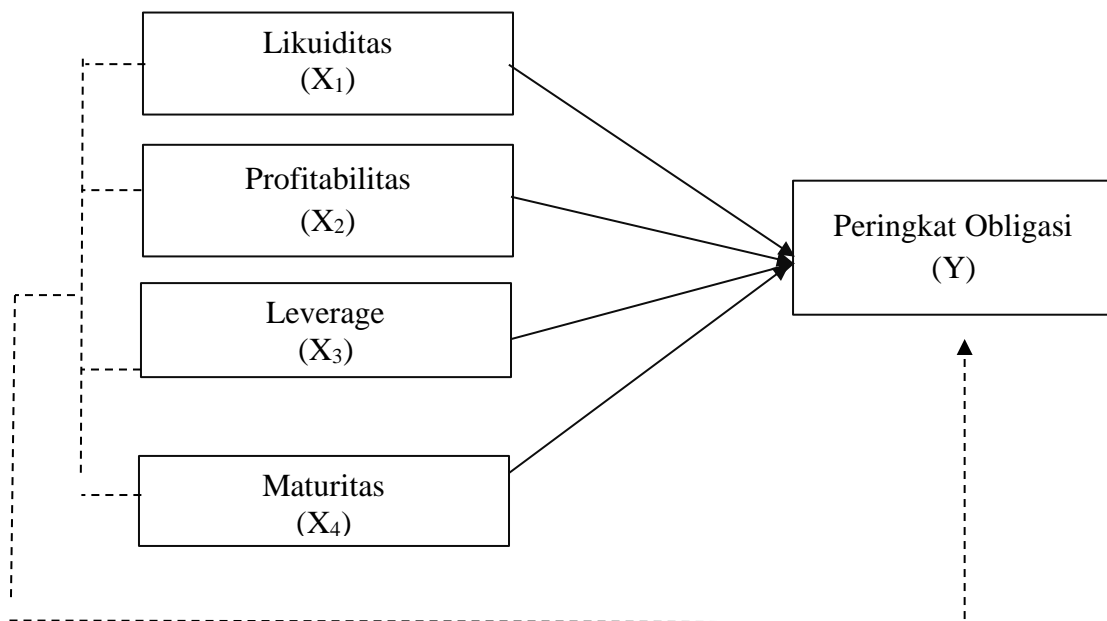 Likuiditas
(X₁)
Profitabilitas
(X₂)
Leverage
(X₃)
Maturitas
(X₄)
Peringkat Obligasi
(Y)